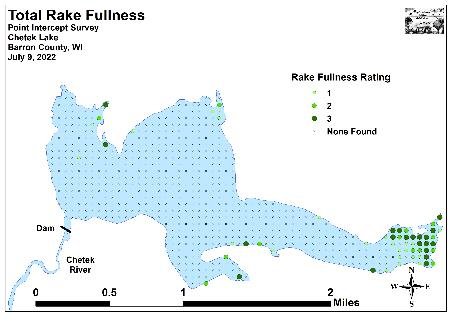 Total Rake Fullness
Point Intercept Survey
Chetek Lake
Barron County, WI
July 9, 2022
Rake Fullness Rating
1
2
3
None Found
Dam
Chetek
River
N
W E
S
0 0.5 1 2 Miles